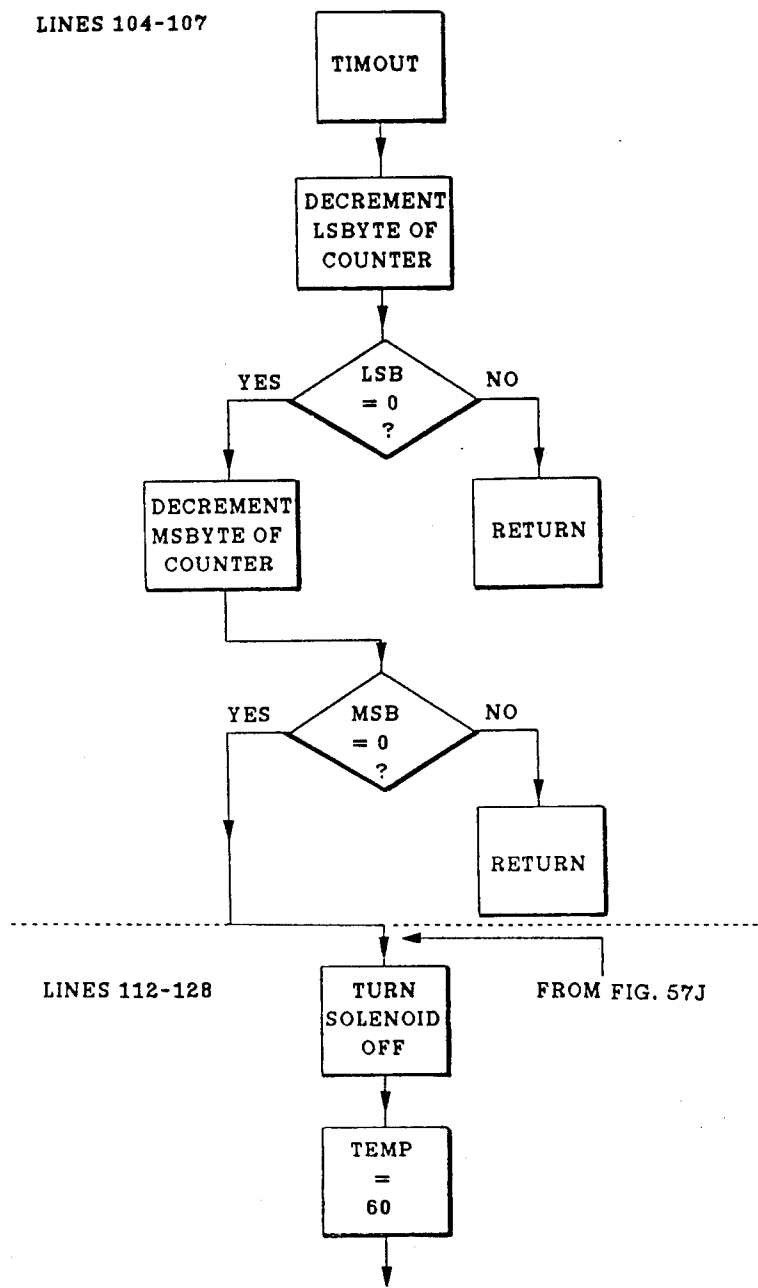 LINES 104-107
TIMOUT
DECREMENT
LSBYTE OF
COUNTER
YES
LSB
= 0
?
NO
DECREMENT
MSBYTE OF
COUNTER
RETURN
YES
MSB
= 0
?
NO
RETURN
LINES 112-128
TURN
SOLENOID
OFF
FROM FIG. 57J
TEMP
=
60